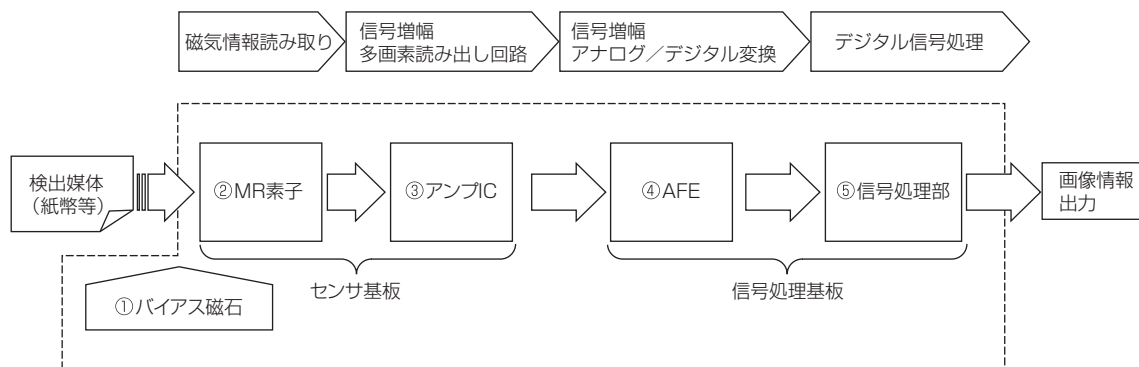 磁気情報読み取り
信号増幅
多画素読み出し回路
信号増幅
アナログ／デジタル変換
デジタル信号処理
検出媒体
（紙幣等）
②MR素子
③アンプIC
④AFE
⑤信号処理部
画像情報
出力
①バイアス磁石
センサ基板
信号処理基板